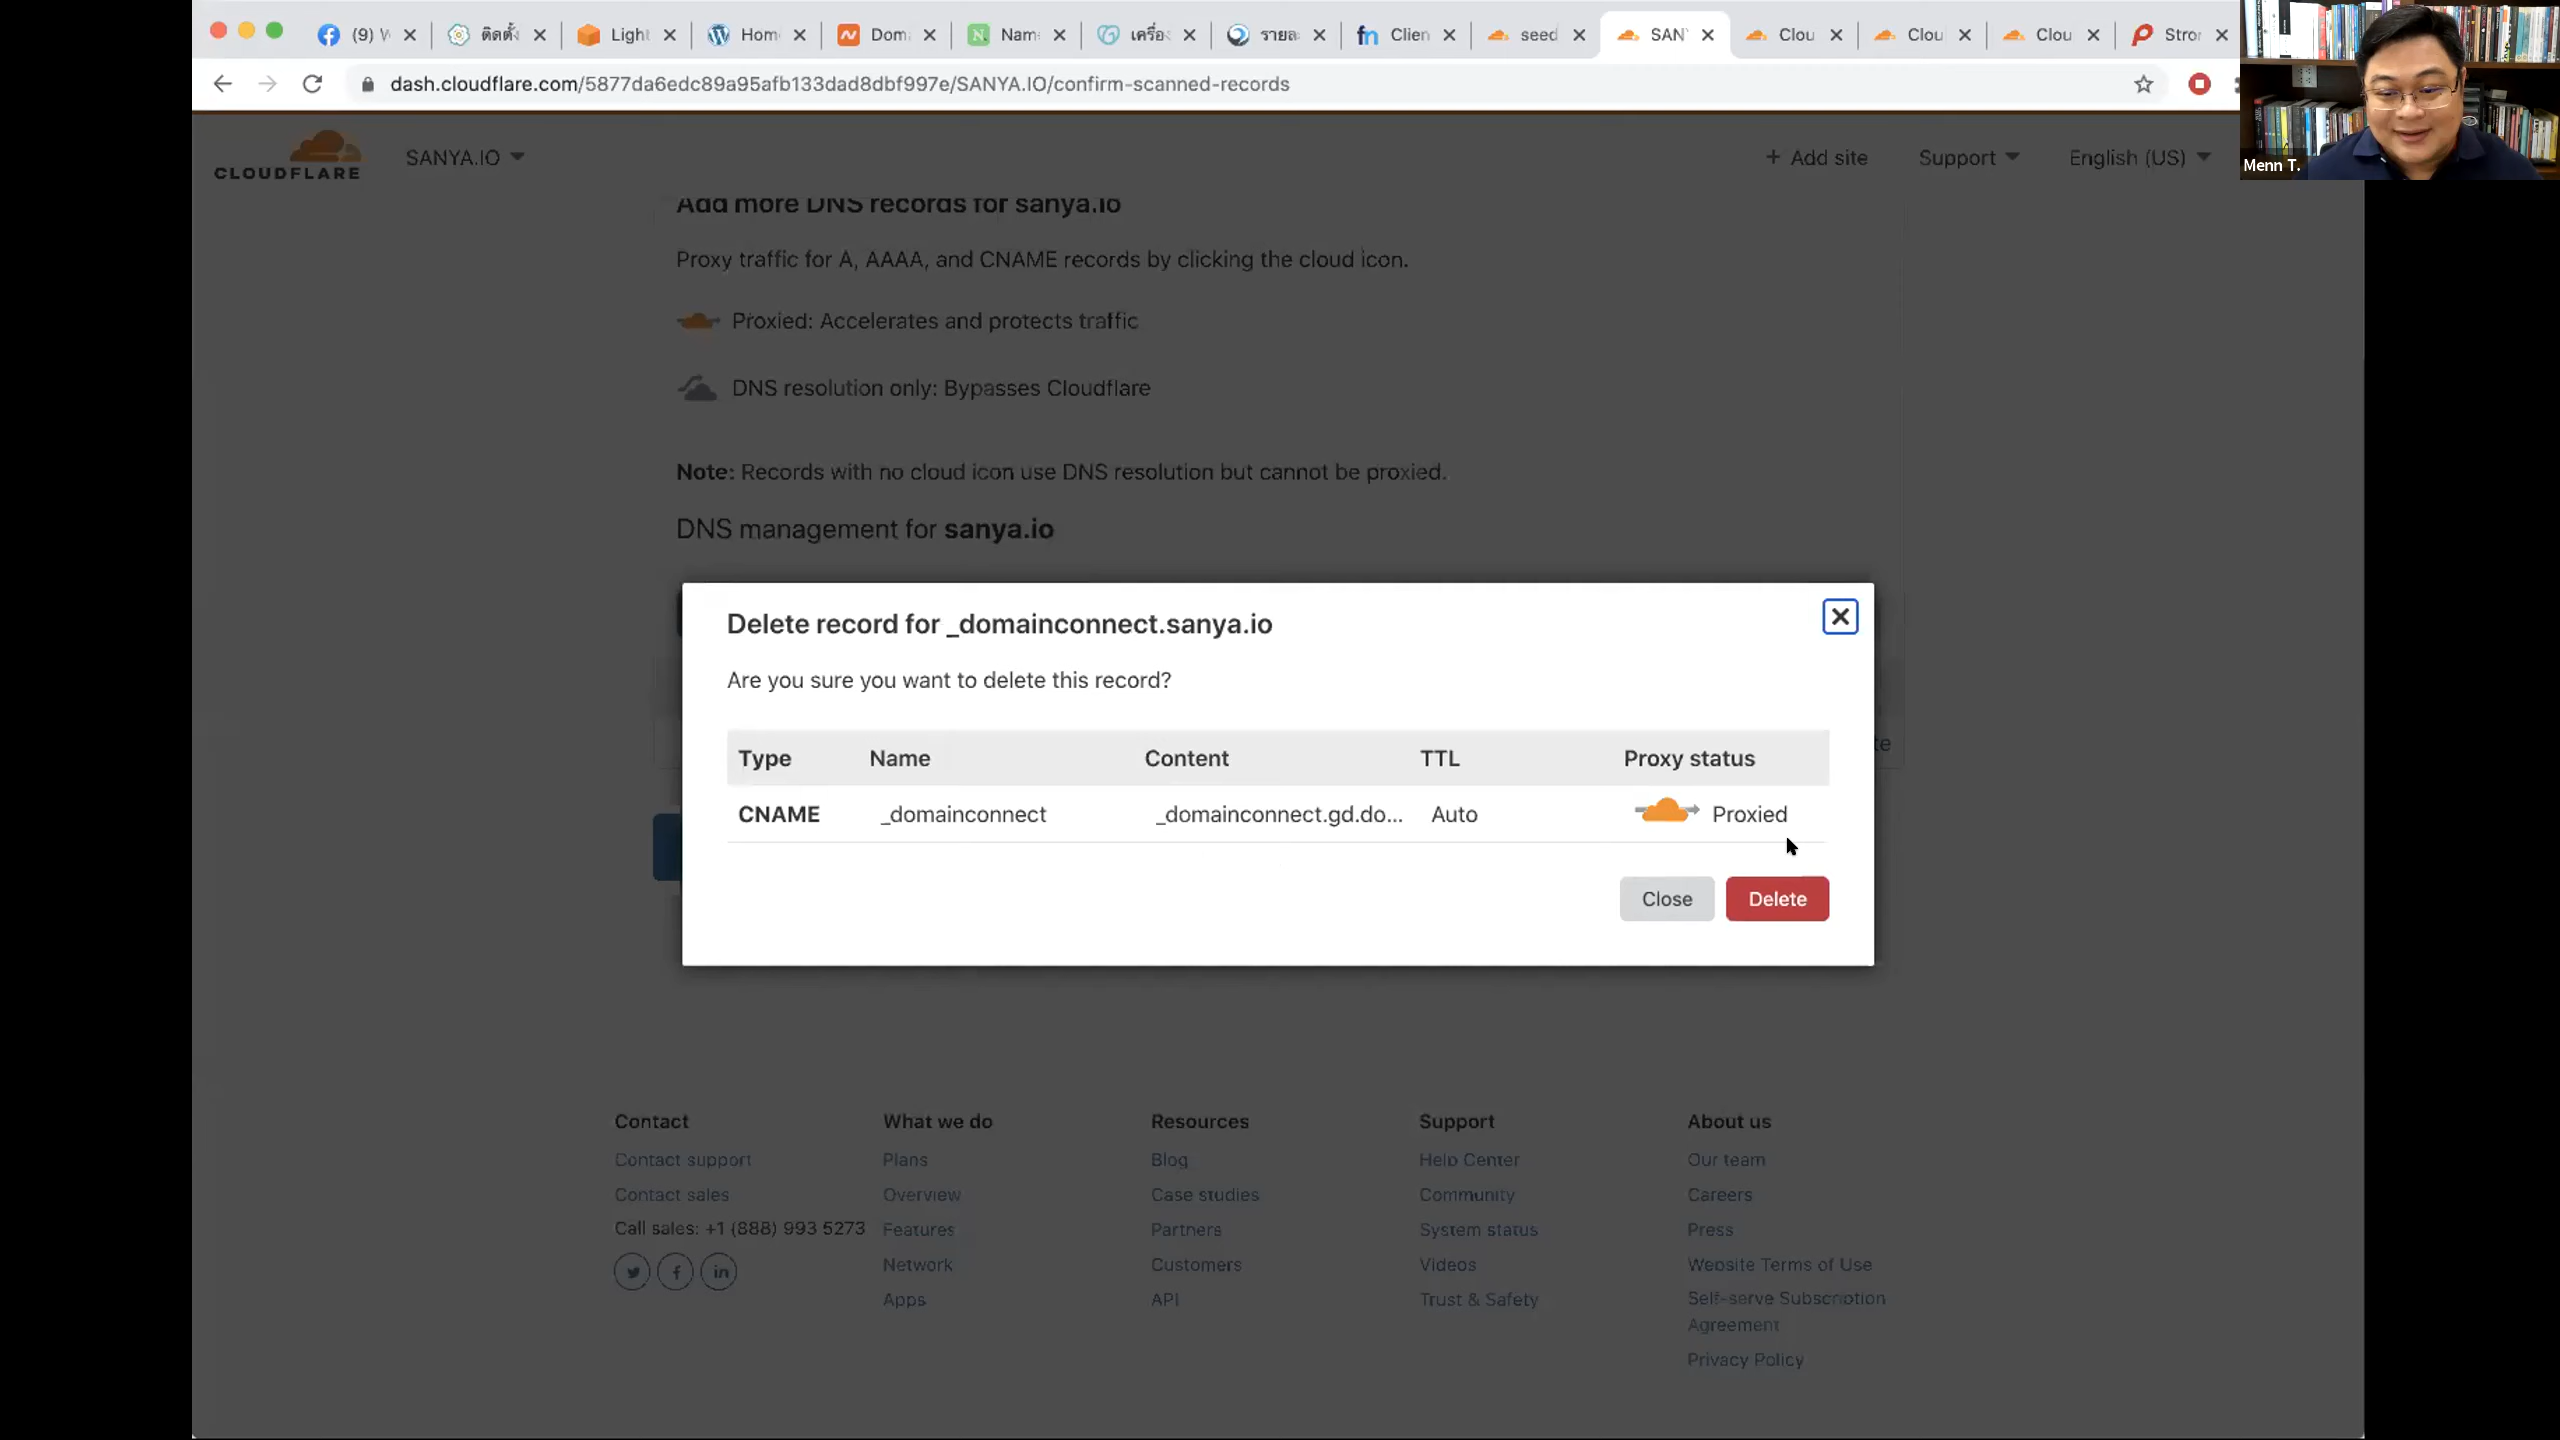 (9) W
ติดตั้ง
Ligh
Hom
Dom
Nam
เครื่อง
รายละ
fn Clien
seed
SAN
Clou
Clou
Clou
Stror
dash.cloudflare.com/5877da6edc89a95afb133dad8dbf997e/SANYA.IO/confirm-scanned-records
Menn T.
CLOUDFLARE
SANYA.IO
+ Add site
Support
English (US)
Add more DNS records for sanya.io
Proxy traffic for A, AAAA, and CNAME records by clicking the cloud icon.
Proxied: Accelerates and protects traffic
DNS resolution only: Bypasses Cloudflare
Note: Records with no cloud icon use DNS resolution but cannot be proxied.
DNS management for sanya.io
Delete record for _domainconnect.sanya.io
Are you sure you want to delete this record?
Type Name Content TTL Proxy status
CNAME _domainconnect _domainconnect.gd.do... Auto Proxied
Close Delete
Contact
Contact support
Contact sales
Call sales: +1 (888) 993 5273
What we do
Plans
Overview
Features
Network
Apps
Resources
Blog
Case studies
Partners
Customers
API
Support
Help Center
Community
System status
Videos
Trust & Safety
About us
Our team
Careers
Press
Website Terms of Use
Self-serve Subscription
Agreement
Privacy Policy